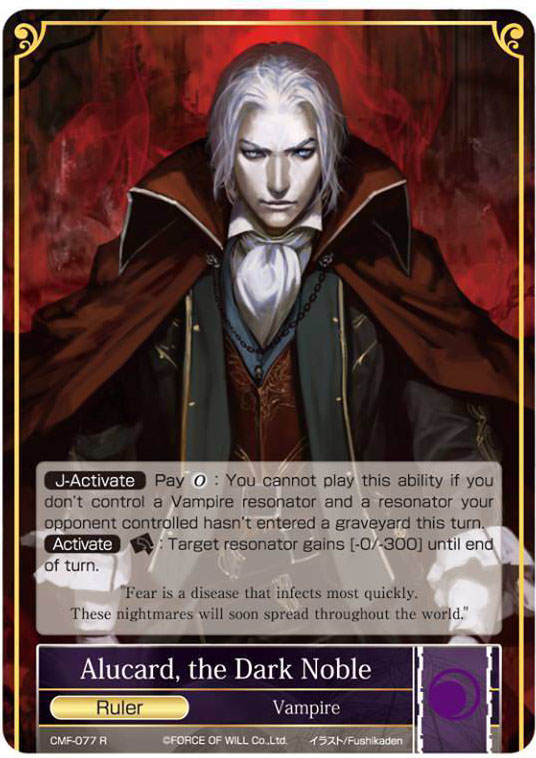 J-Activate Pay 0 : You cannot play this ability if you
don't control a Vampire resonator and a resonator your
opponent controlled hasn't entered a graveyard this turn.
Activate : Target resonator gains [-0/-300] until end
of turn.
"Fear is a disease that infects most quickly.
These nightmares will soon spread throughout the world."
Alucard, the Dark Noble
Ruler Vampire
CMF-077 R ©FORCE OF WILL Co.,Ltd. イラスト/Fushikaden